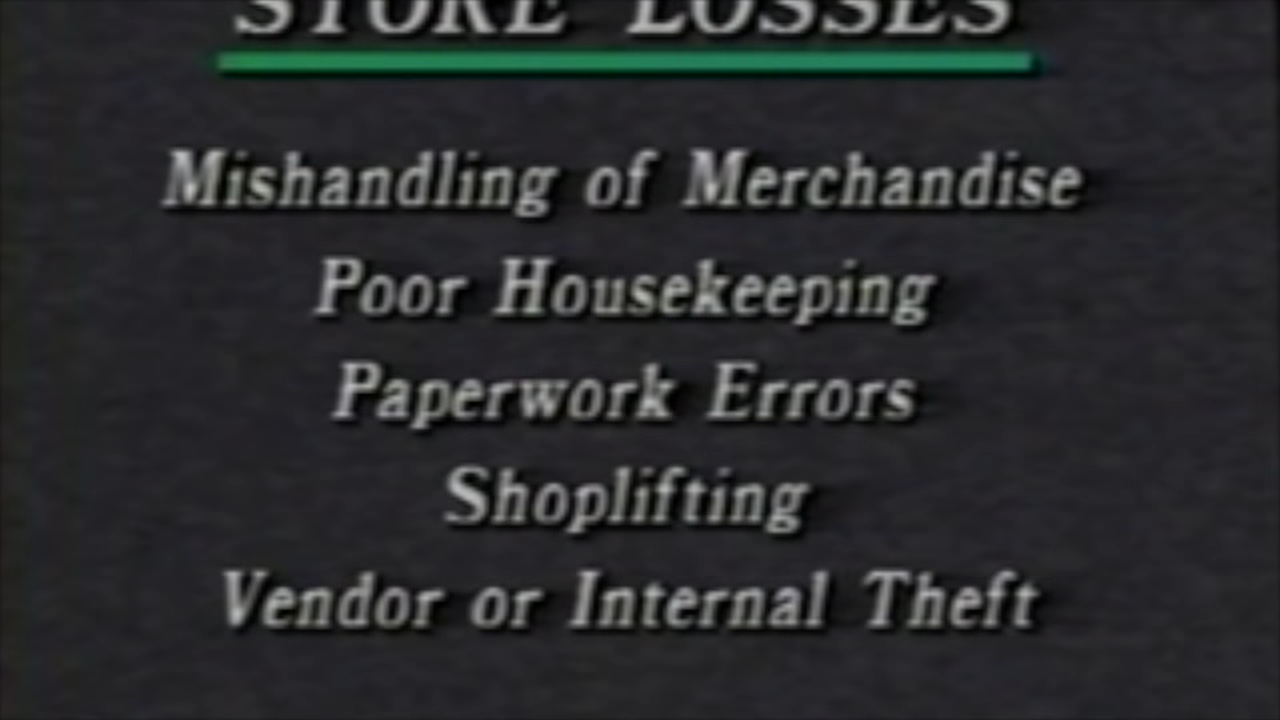 STORE LOSSES
Mishandling of Merchandise
Poor Housekeeping
Paperwork Errors
Shoplifting
Vendor or Internal Theft